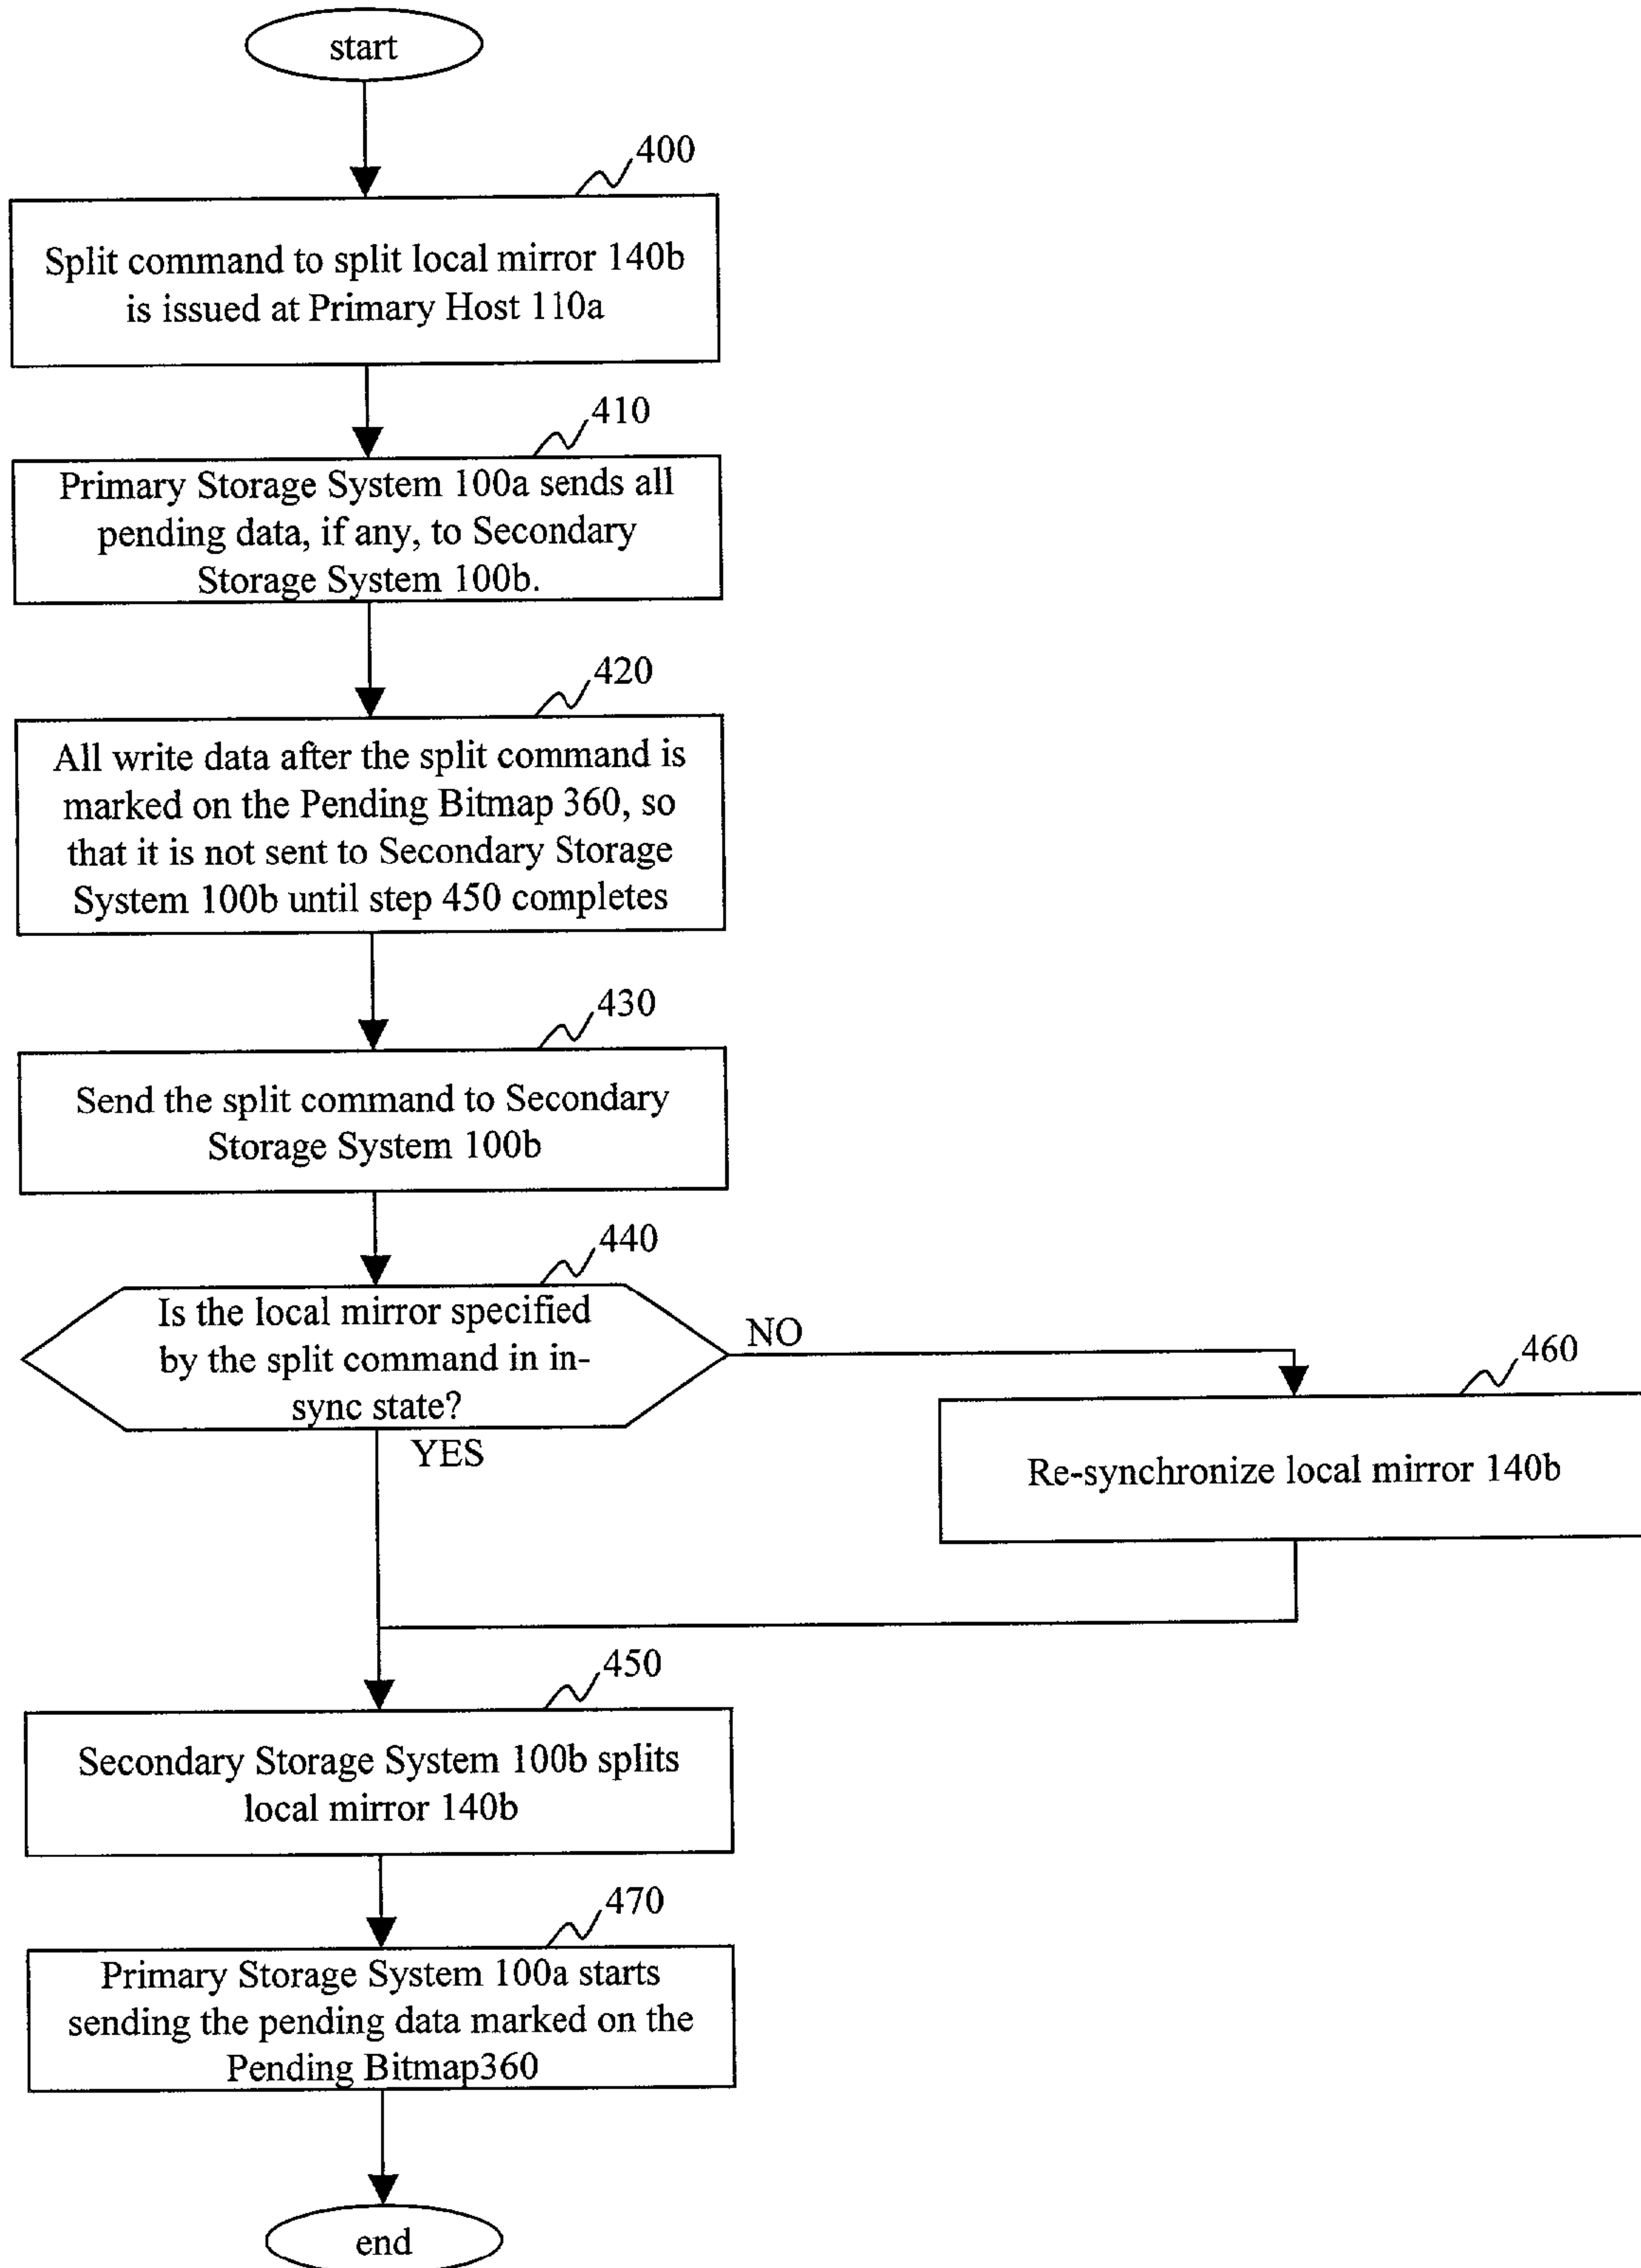 start
400
Split command to split local mirror 140b
is issued at Primary Host 110a
410
Primary Storage System 100a sends all
pending data, if any, to Secondary
Storage System 100b.
420
All write data after the split command is
marked on the Pending Bitmap 360, so
that it is not sent to Secondary Storage
System 100b until step 450 completes
430
Send the split command to Secondary
Storage System 100b
440
Is the local mirror specified
by the split command in in-
sync state?
NO
YES
460
Re-synchronize local mirror 140b
450
Secondary Storage System 100b splits
local mirror 140b
470
Primary Storage System 100a starts
sending the pending data marked on the
Pending Bitmap360
end